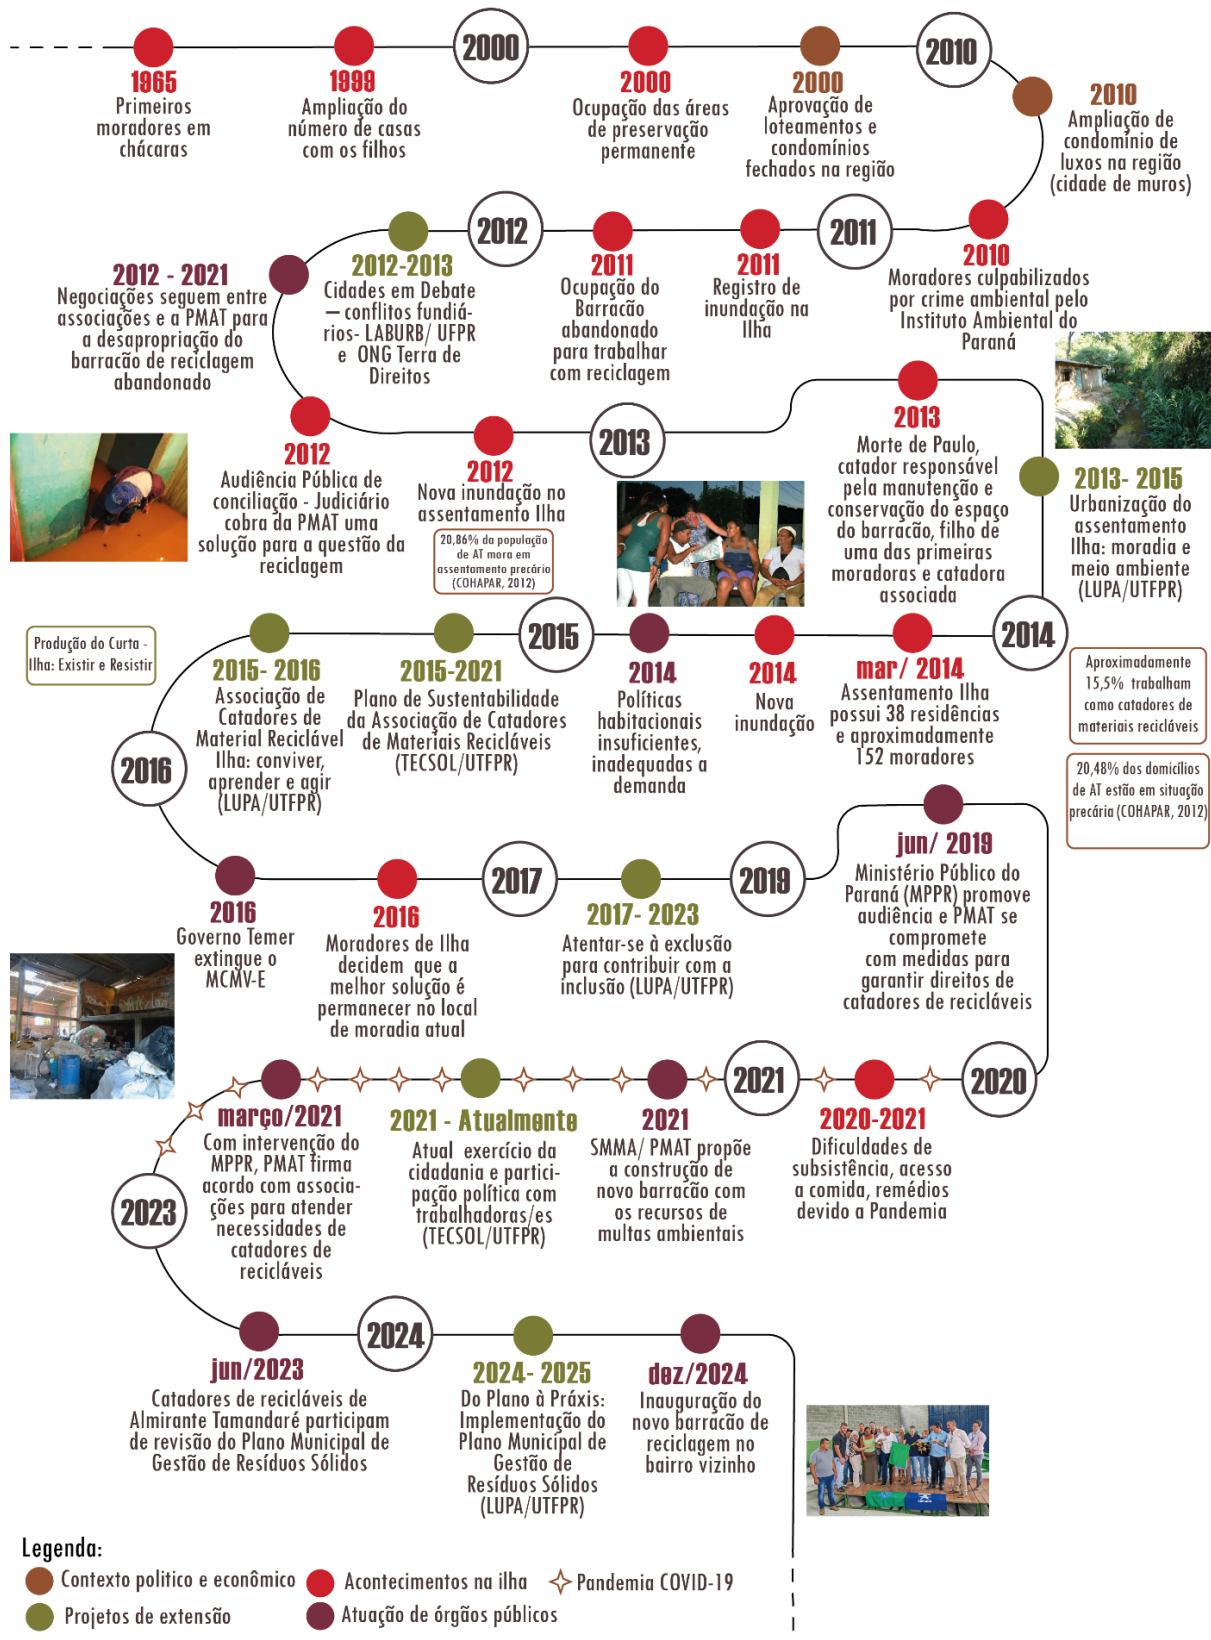 2000
2010
1965
Primeiros
moradores em
chácaras
1999
Ampliação do
número de casas
com os filhos
2000
Ocupação das áreas
de preservação
permanente
2000
Aprovação de
loteamentos e
condomínios
fechados na região
2010
Ampliação de
condomínio de
luxos na região
(cidade de muros)
2010
Moradores culpabilizados
por crime ambiental pelo
Instituto Ambiental do
Paraná
2011
2011
Registro de
inundação na
Ilha
2011
Ocupação do
Barracão
abandonado
para trabalhar
com reciclagem
2012
2012-2013
Cidades em Debate
– conflitos fundiá-
rios- LABURB/ UFPR
e ONG Terra de
Direitos
2012 - 2021
Negociações seguem entre
associações e a PMAT para
a desapropriação do
barracão de reciclagem
abandonado
2012
Audiência Pública de
conciliação - Judiciário
cobra da PMAT uma
solução para a questão da
reciclagem
2012
Nova inundação no
assentamento Ilha
20,86% da população
de AT mora em
assentamento precário
(COHAPAR, 2012)
2013
2013
Morte de Paulo,
catador responsável
pela manutenção e
conservação do espaço
do barracão, filho de
uma das primeiras
moradoras e catadora
associada
2013- 2015
Urbanização do
assentamento
Ilha: moradia e
meio ambiente
(LUPA/UTFPR)
2014
Aproximadamente
15,5% trabalham
como catadores de
materiais recicláveis
20,48% dos domicílios
de AT estão em situação
precária (COHAPAR, 2012)
mar/ 2014
Assentamento Ilha
possui 38 residências
e aproximadamente
152 moradores
2014
Nova
inundação
2014
Políticas
habitacionais
insuficientes,
inadequadas a
demanda
2015
2015-2021
Plano de Sustentabilidade
da Associação de Catadores
de Materiais Recicláveis
(TECSOL/UTFPR)
2015- 2016
Associação de
Catadores de
Material Reciclável
Ilha: conviver,
aprender e agir
(LUPA/UTFPR)
Produção do Curta -
Ilha: Existir e Resistir
2016
2016
Governo Temer
extingue o
MCMV-E
2016
Moradores de Ilha
decidem que a
melhor solução é
permanecer no local
de moradia atual
2017
2017- 2023
Atentar-se à exclusão
para contribuir com a
inclusão (LUPA/UTFPR)
2019
jun/ 2019
Ministério Público do
Paraná (MPPR) promove
audiência e PMAT se
compromete
com medidas para
garantir direitos de
catadores de recicláveis
2020
2020-2021
Dificuldades de
subsistência, acesso
a comida, remédios
devido a Pandemia
2021
2021
SMMA/ PMAT propõe
a construção de
novo barracão com
os recursos de
multas ambientais
2021 - Atualmente
Atual exercício da
cidadania e partici-
pação política com
trabalhadoras/es
(TECSOL/UTFPR)
março/2021
Com intervenção do
MPPR, PMAT firma
acordo com associa-
ções para atender
necessidades de
catadores de
recicláveis
2023
jun/2023
Catadores de recicláveis de
Almirante Tamandaré participam
de revisão do Plano Municipal de
Gestão de Resíduos Sólidos
2024
2024- 2025
Do Plano à Práxis:
Implementação do
Plano Municipal de
Gestão de
Resíduos Sólidos
(LUPA/UTFPR)
dez/2024
Inauguração do
novo barracão de
reciclagem no
bairro vizinho
Legenda:
Contexto politico e econômico
Acontecimentos na ilha
Pandemia COVID-19
Projetos de extensão
Atuação de órgãos públicos